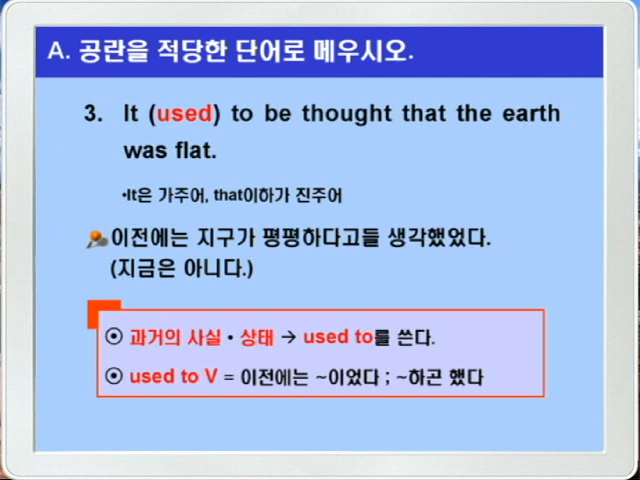 A. 공란을 적당한 단어로 메우시오.
3. It (used) to be thought that the earth
was flat.
•It은 가주어, that이하가 진주어
이전에는 지구가 평평하다고들 생각했었다.
(지금은 아니다.)
⊙ 과거의 사실 • 상태 → used to를 쓴다.
⊙ used to V = 이전에는 ~이었다 ; ~하곤 했다